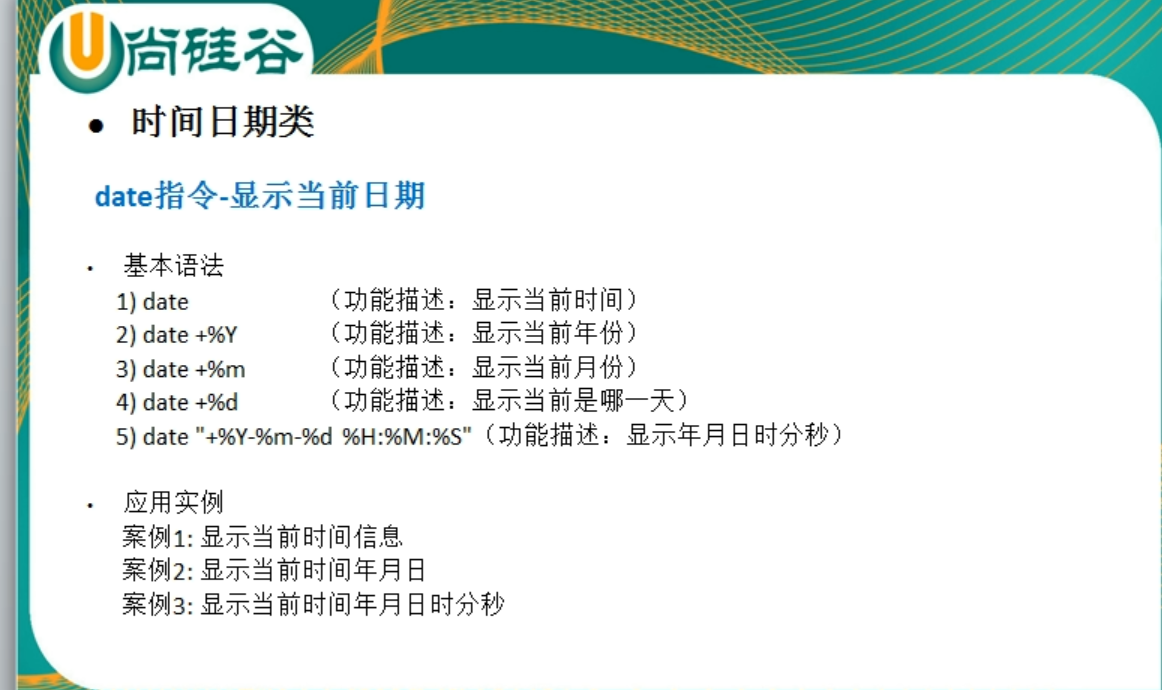 尚硅谷
● 时间日期类
date指令-显示当前日期
· 基本语法
1) date （功能描述：显示当前时间）
2) date +%Y （功能描述：显示当前年份）
3) date +%m （功能描述：显示当前月份）
4) date +%d （功能描述：显示当前是哪一天）
5) date "+%Y-%m-%d %H:%M:%S"（功能描述：显示年月日时分秒）
· 应用实例
案例1: 显示当前时间信息
案例2: 显示当前时间年月日
案例3: 显示当前时间年月日时分秒